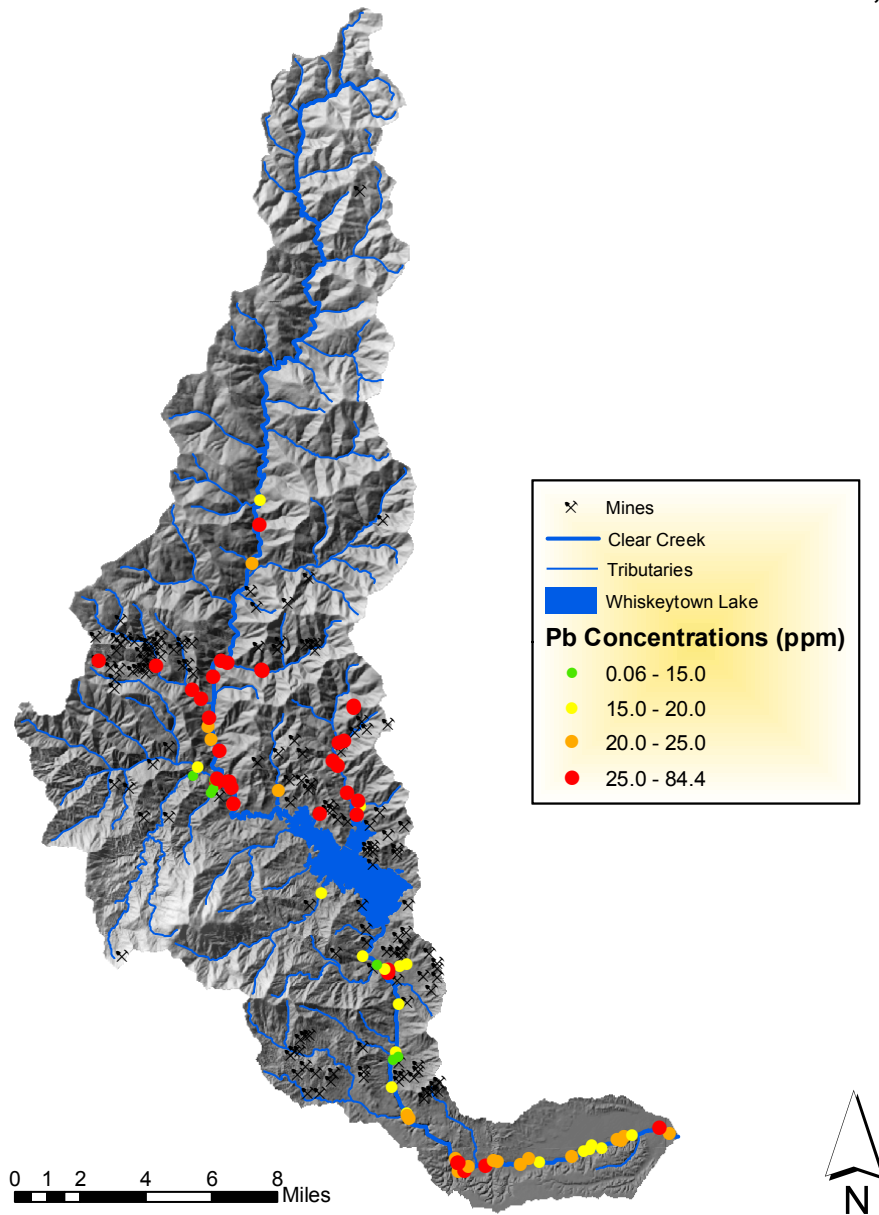 Mines
Clear Creek
Tributaries
Whiskeytown Lake
Pb Concentrations (ppm)
0.06 - 15.0
15.0 - 20.0
20.0 - 25.0
25.0 - 84.4
0 1 2 4 6 8
Miles
N